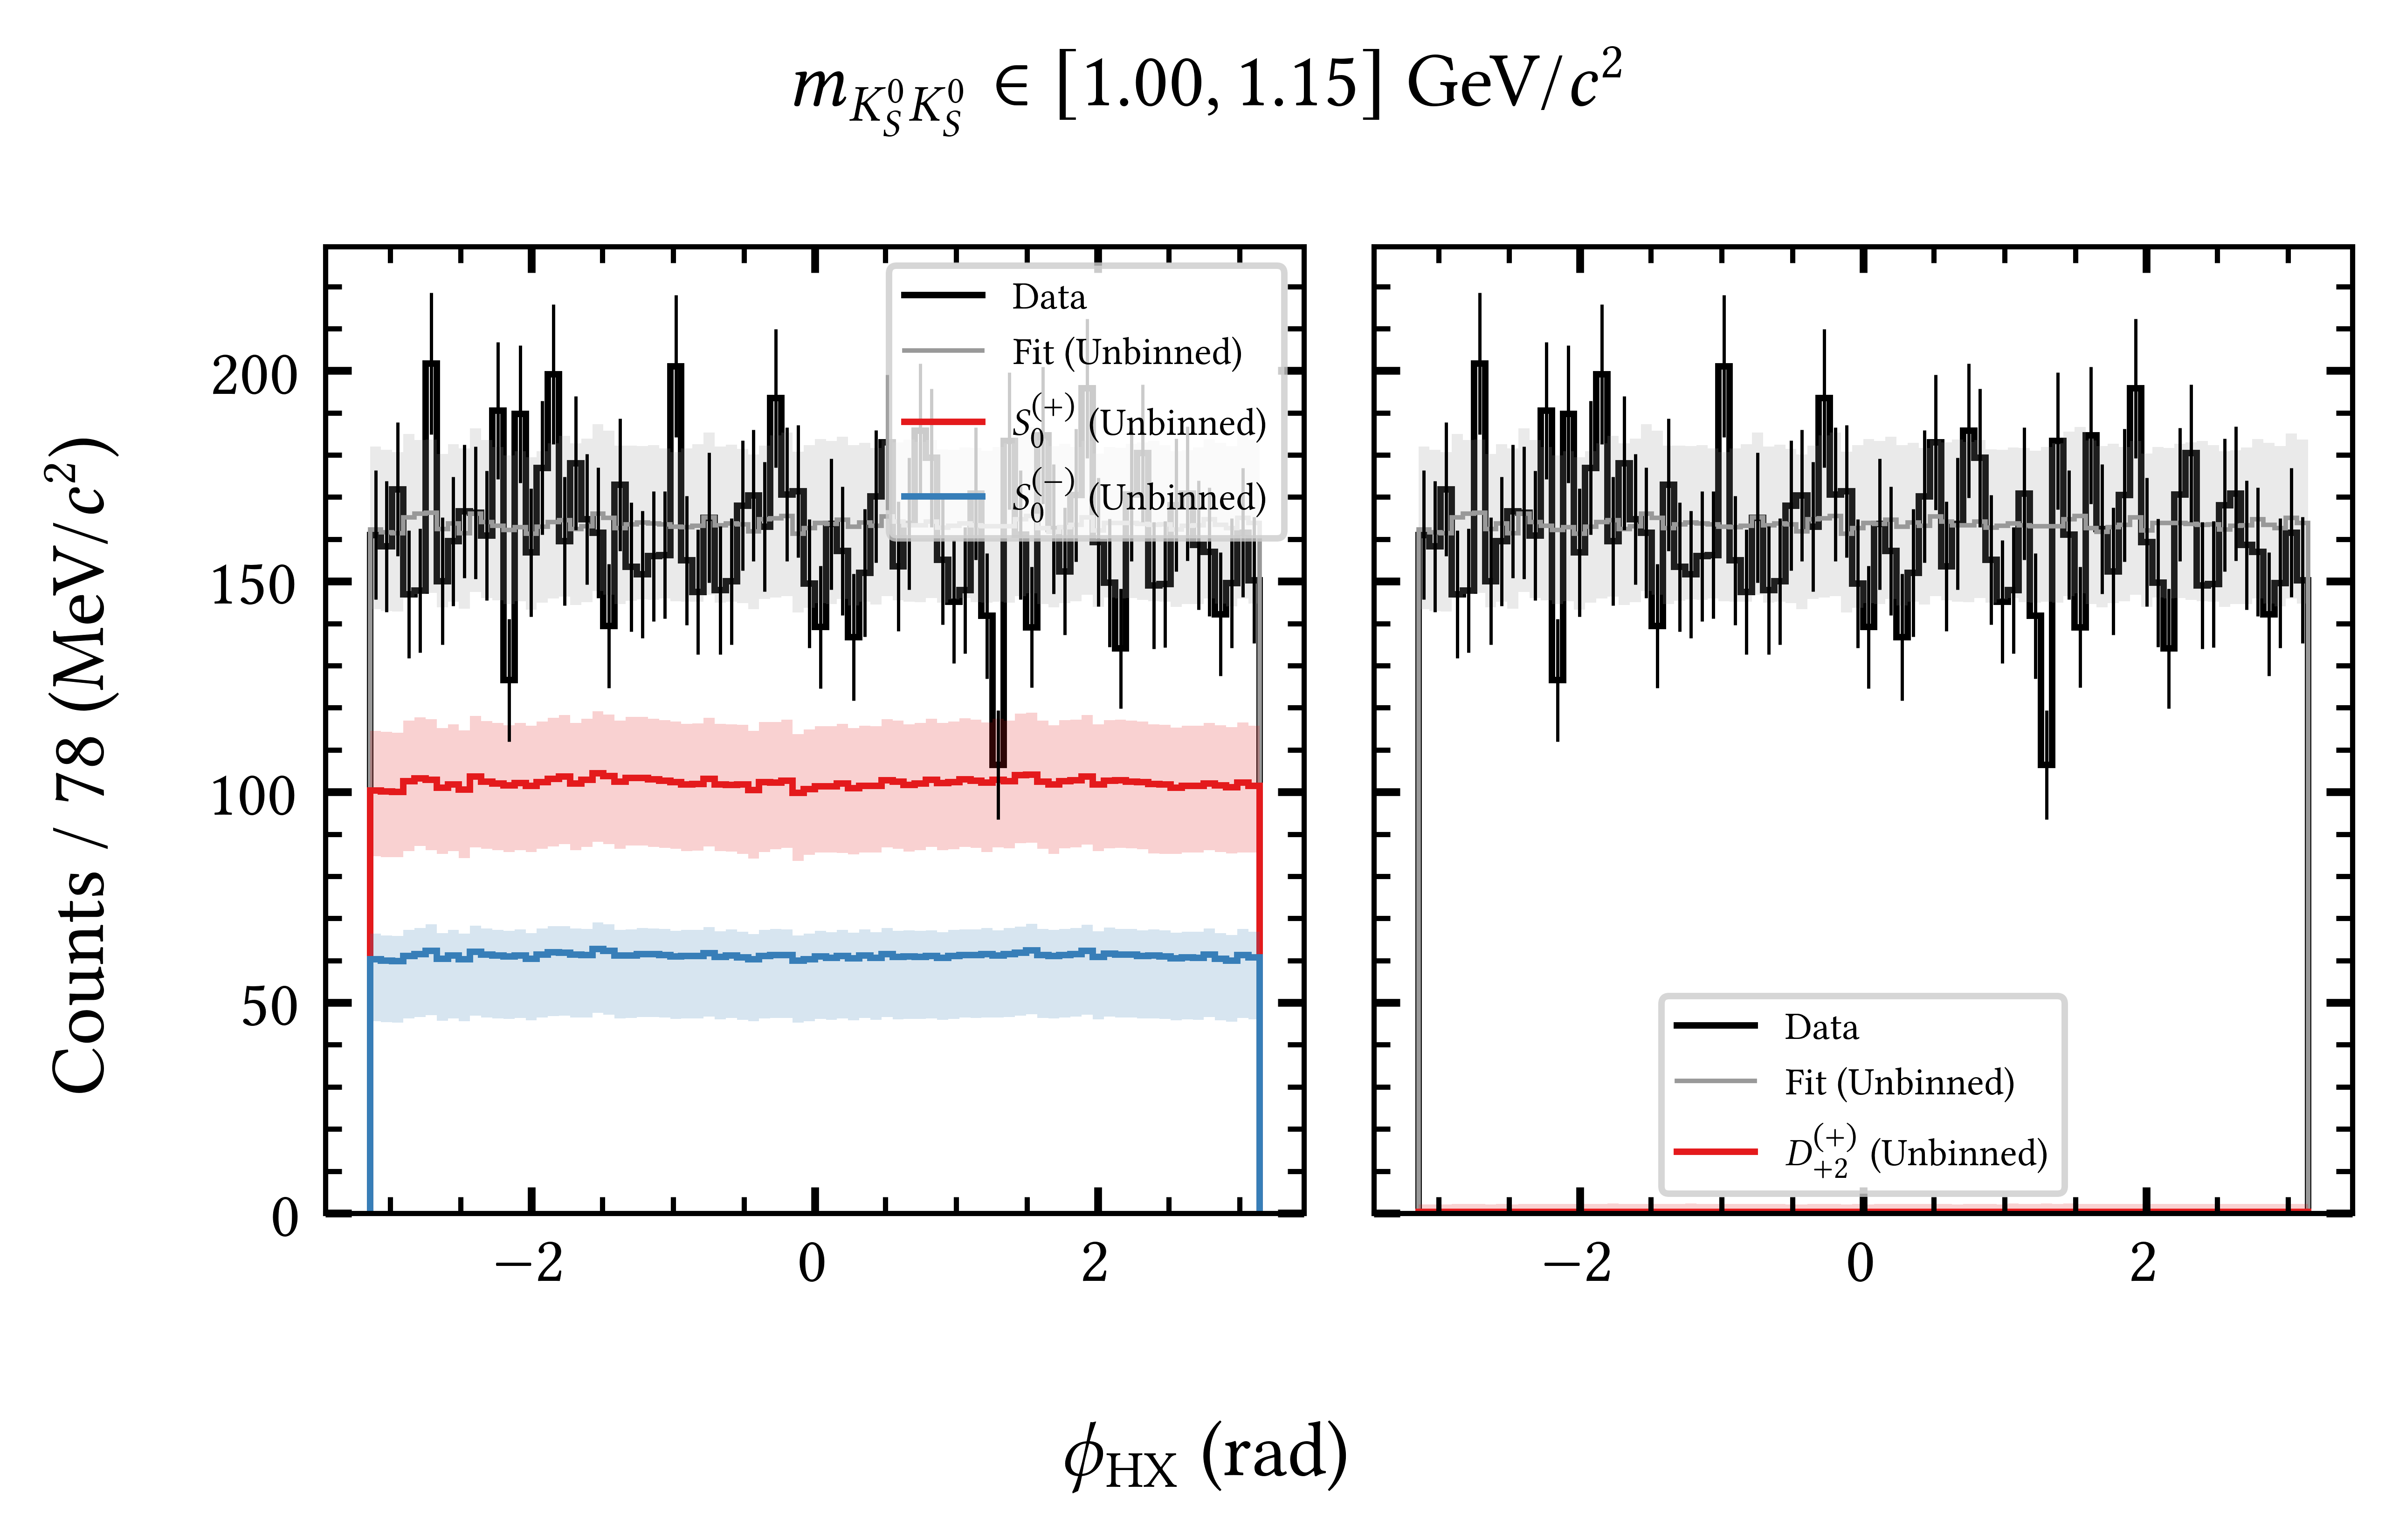 m_{K_S^0 K_S^0} ∈ [1.00, 1.15] GeV/c²
Counts / 78 (MeV/c²)
200
150
100
50
0
Data
Fit (Unbinned)
S_0^{(+)} (Unbinned)
S_0^{(−)} (Unbinned)
−2
0
2
Data
Fit (Unbinned)
D_{+2}^{(+)} (Unbinned)
−2
0
2
ϕ_{HX} (rad)